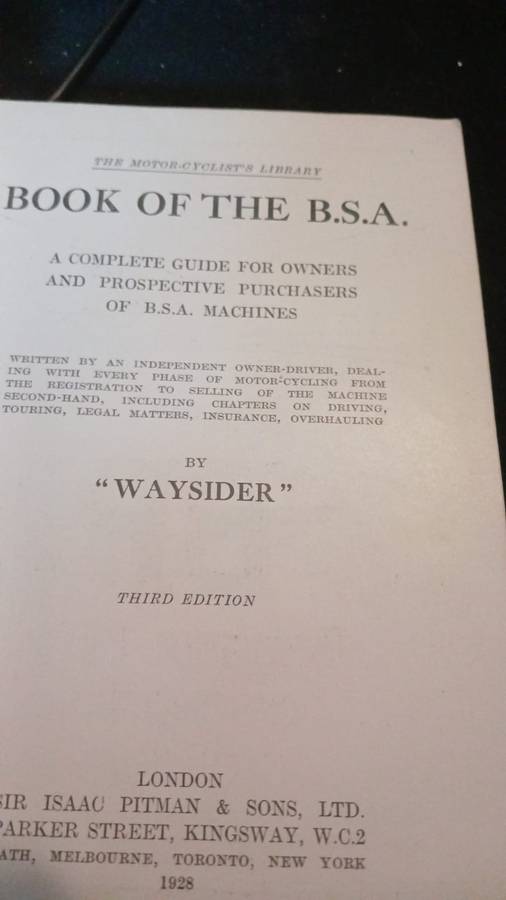 THE MOTOR-CYCLIST'S LIBRARY
BOOK OF THE B.S.A.
A COMPLETE GUIDE FOR OWNERS
AND PROSPECTIVE PURCHASERS
OF B.S.A. MACHINES
WRITTEN BY AN INDEPENDENT OWNER-DRIVER, DEAL-
ING WITH EVERY PHASE OF MOTOR-CYCLING FROM
THE REGISTRATION TO SELLING OF THE MACHINE
SECOND-HAND, INCLUDING CHAPTERS ON DRIVING,
TOURING, LEGAL MATTERS, INSURANCE, OVERHAULING
BY
“WAYSIDER”
THIRD EDITION
LONDON
SIR ISAAC PITMAN & SONS, LTD.
PARKER STREET, KINGSWAY, W.C.2
ATH, MELBOURNE, TORONTO, NEW YORK
1928